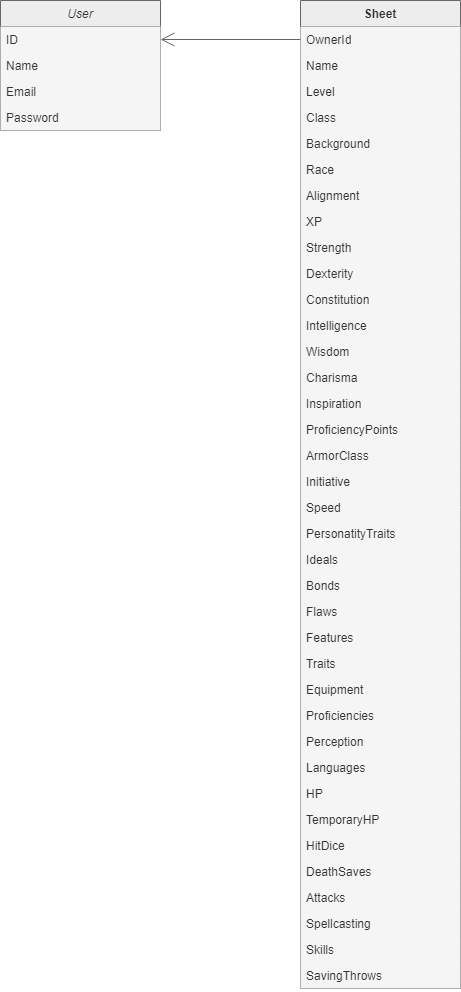 User
ID
Name
Email
Password
Sheet
OwnerId
Name
Level
Class
Background
Race
Alignment
XP
Strength
Dexterity
Constitution
Intelligence
Wisdom
Charisma
Inspiration
ProficiencyPoints
ArmorClass
Initiative
Speed
PersonatityTraits
Ideals
Bonds
Flaws
Features
Traits
Equipment
Proficiencies
Perception
Languages
HP
TemporaryHP
HitDice
DeathSaves
Attacks
Spellcasting
Skills
SavingThrows